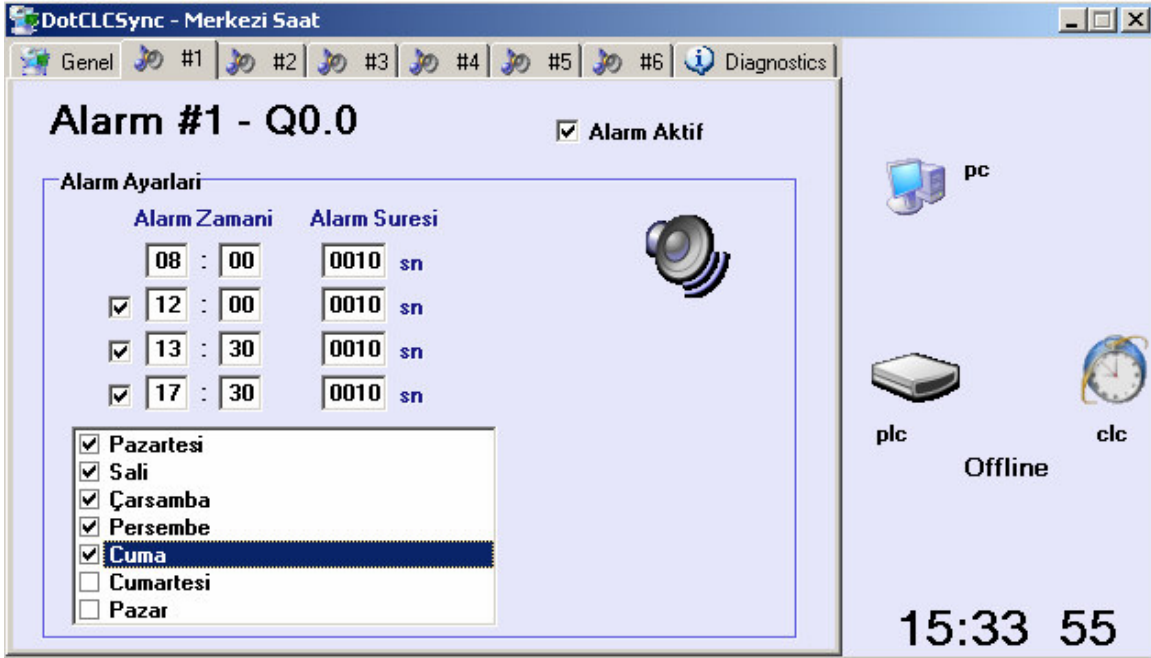 DotCLCSync - Merkezi Saat
Genel #1 #2 #3 #4 #5 #6 Diagnostics
Alarm #1 - Q0.0
Alarm Aktif
Alarm Ayarlari
Alarm Zamani Alarm Suresi
08 : 00 0010 sn
12 : 00 0010 sn
13 : 30 0010 sn
17 : 30 0010 sn
Pazartesi
Sali
Çarsamba
Persembe
Cuma
Cumartesi
Pazar
pc
plc clc
Offline
15:33 55